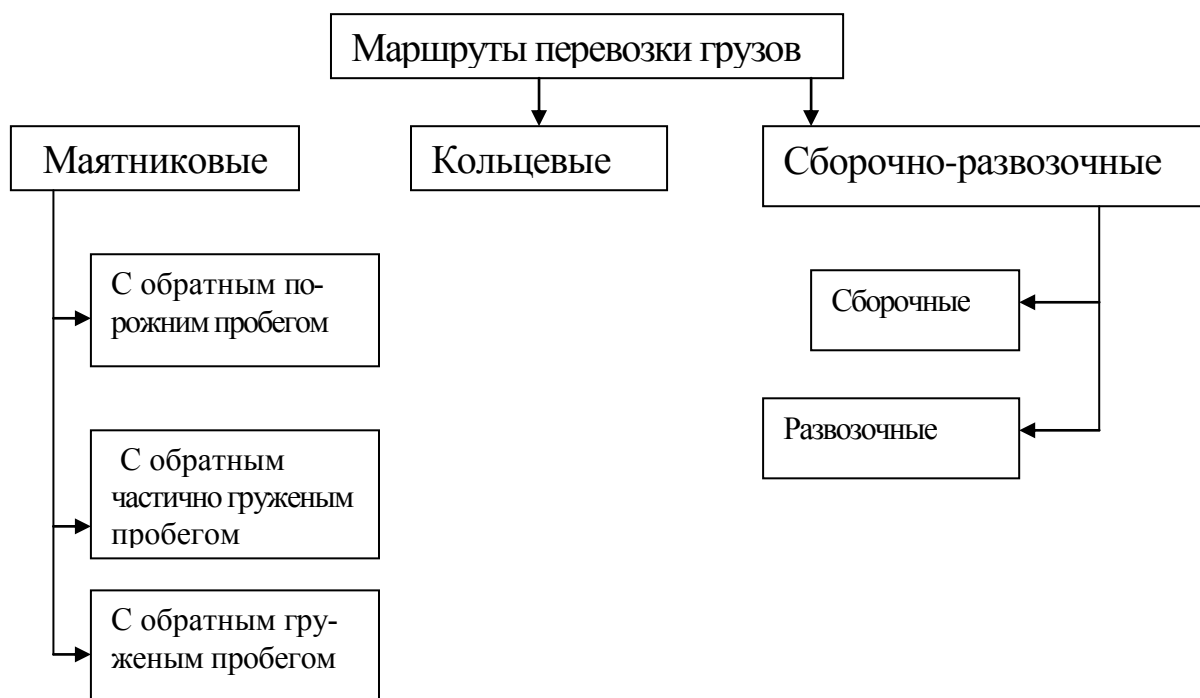 Маршруты перевозки грузов
Маятниковые
Кольцевые
Сборочно-развозочные
С обратным по-
рожним пробегом
С обратным
частично груженым
пробегом
С обратным гру-
женым пробегом
Сборочные
Развозочные